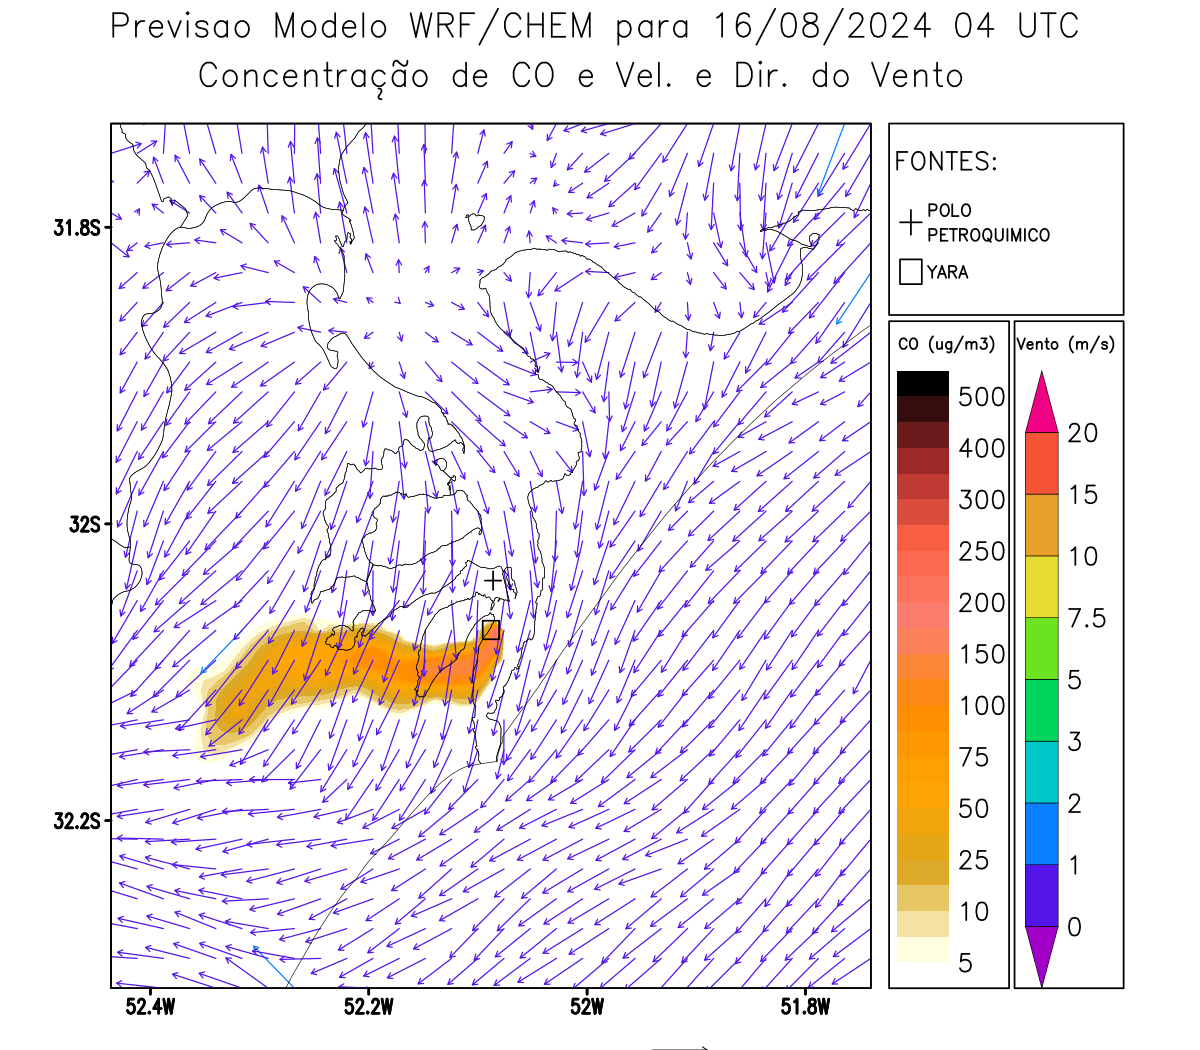 Previsao Modelo WRF/CHEM para 16/08/2024 04 UTC
Concentração de CO e Vel. e Dir. do Vento
FONTES:
POLO
PETROQUIMICO
YARA
CO (ug/m3)
500
400
300
250
200
150
100
75
50
25
10
5
Vento (m/s)
20
15
10
7.5
5
3
2
1
0
31.8S
32S
32.2S
52.4W
52.2W
52W
51.8W